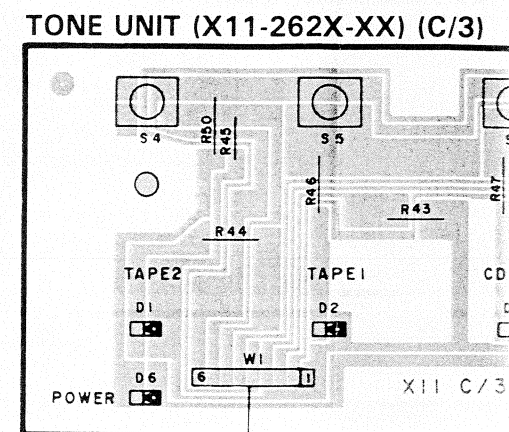 TONE UNIT (X11-262X-XX) (C/3)
S4
R50
R45
S5
R46
R47
R43
R44
TAPE2
TAPE1
CD
D1
D2
W1
6
1
D6
POWER
X11 C/3